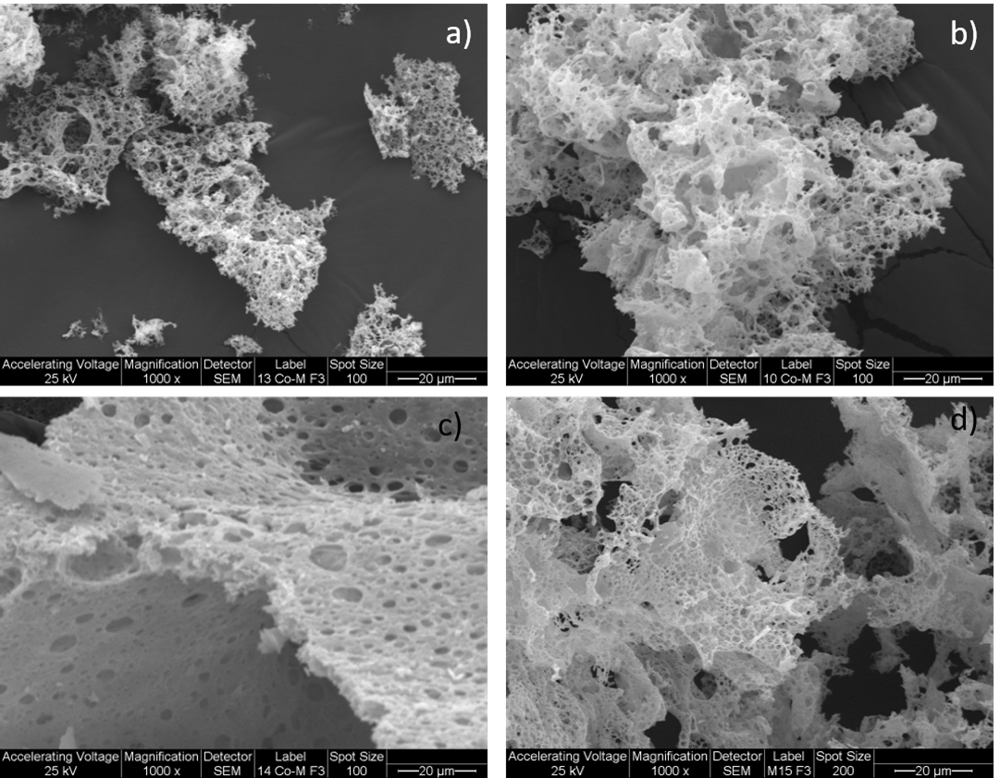 a)
Accelerating Voltage Magnification Detector Label Spot Size
25 kV 1000 x SEM 13 Co-M F3 100 20 µm
b)
Accelerating Voltage Magnification Detector Label Spot Size
25 kV 1000 x SEM 10 Co-M F3 100 20 µm
c)
Accelerating Voltage Magnification Detector Label Spot Size
25 kV 1000 x SEM 14 Co-M F3 100 20 µm
d)
Accelerating Voltage Magnification Detector Label Spot Size
25 kV 1000 x SEM M15 F3 200 20 µm